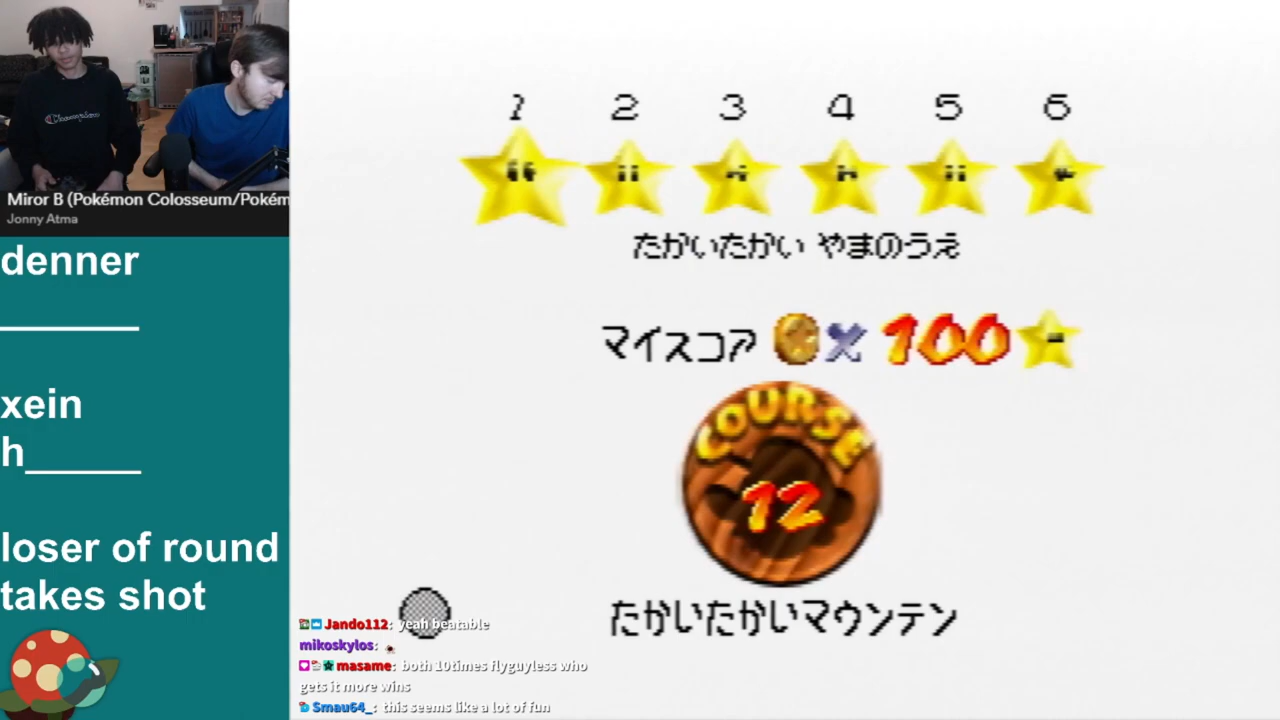 Champion
Miror B (Pokémon Colosseum/Pokém
Jonny Atma
denner
______
xein
h_____
loser of round
takes shot
1 2 3 4 5 6
たかいたかい やまのうえ
マイスコア × 100
COURSE
12
たかいたかいマウンテン
Jando112: yeah beatable
mikoskylos:
masame: both 10times flyguyless who
gets it more wins
Smau64_: this seems like a lot of fun